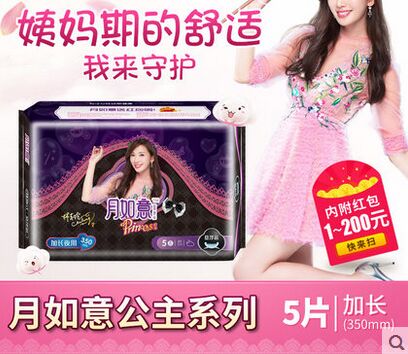 姨妈期的舒适
我来守护
月如意
Princess
加长夜用 350
5片
内附红包
1~200元
快来扫
月如意公主系列
5片
加长
(350mm)